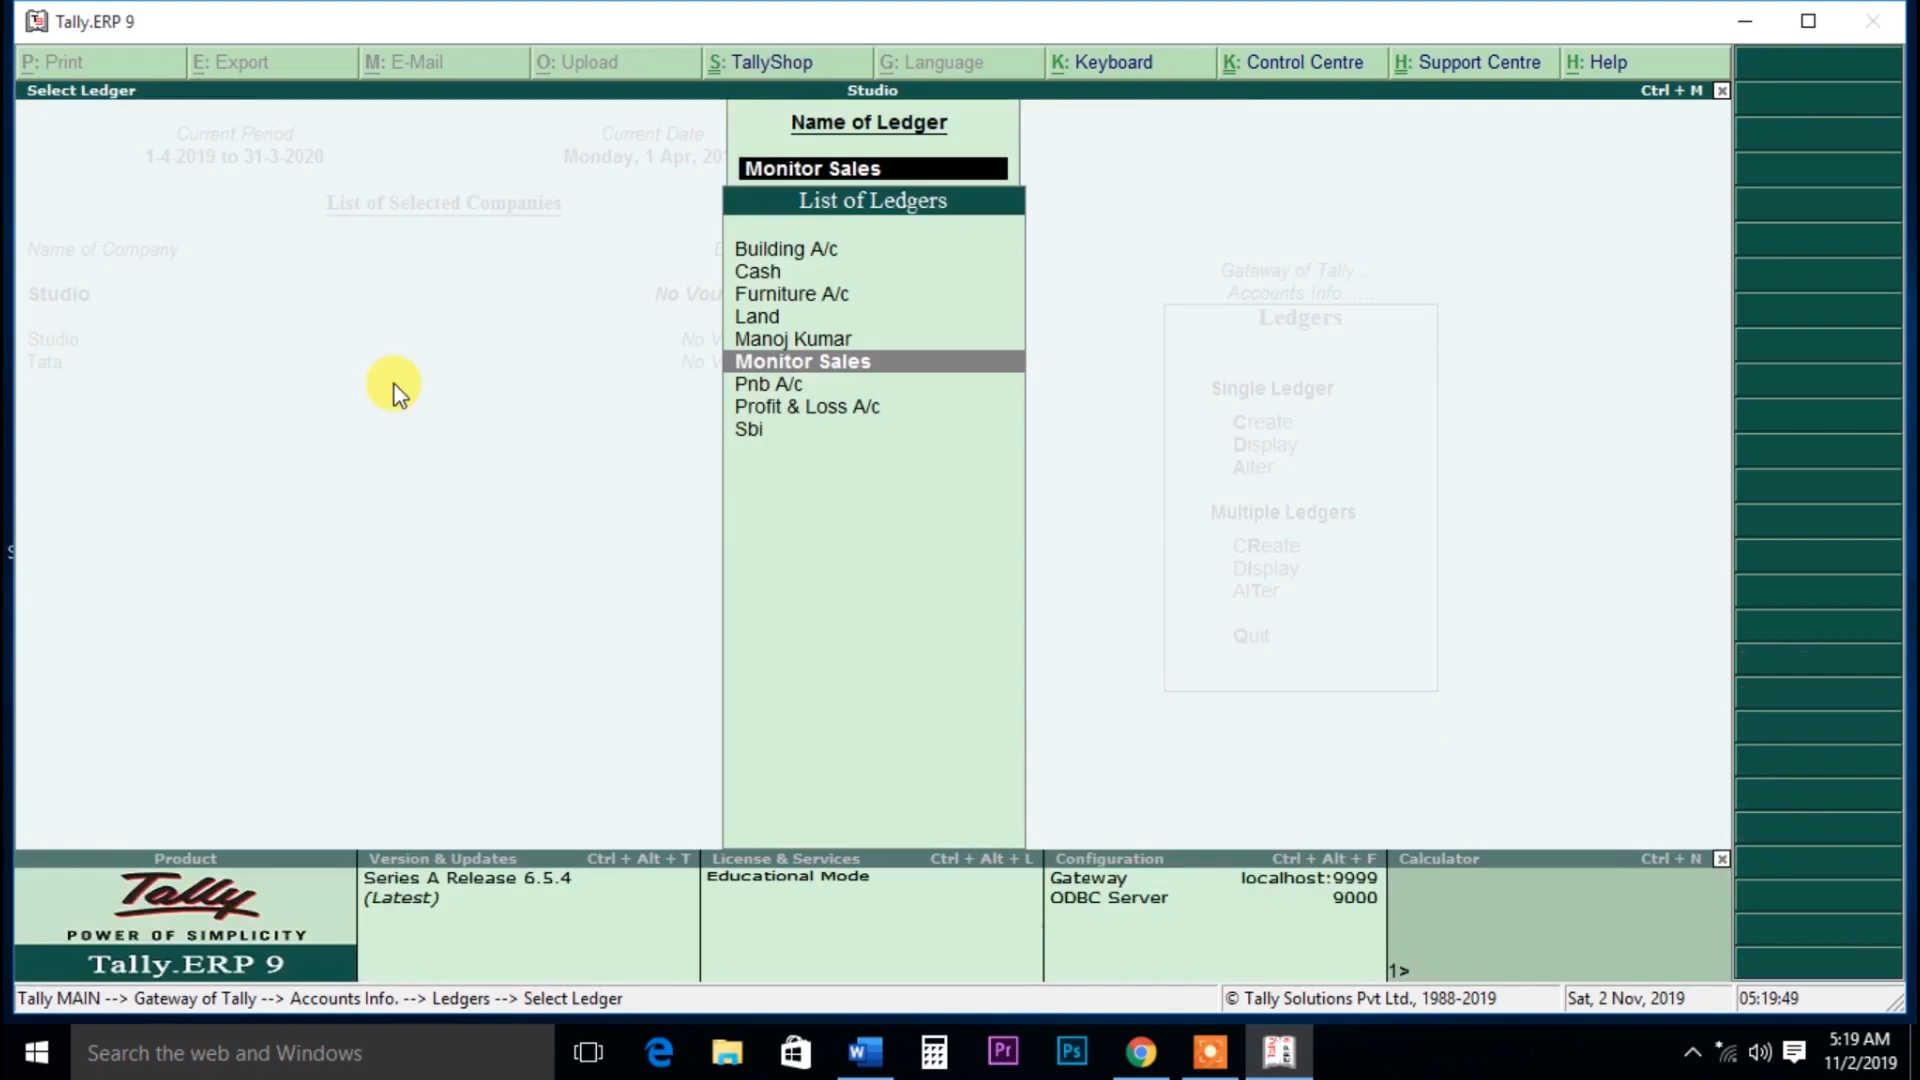 Tally.ERP 9
P: Print E: Export M: E-Mail O: Upload S: TallyShop G: Language K: Keyboard K: Control Centre H: Support Centre H: Help
Select Ledger Studio Ctrl + M
Current Period Current Date
1-4-2019 to 31-3-2020 Monday, 1 Apr, 20
List of Selected Companies
Name of Company
Studio No Vou
Studio No V
Tata No V
Name of Ledger
Monitor Sales
List of Ledgers
Building A/c
Cash
Furniture A/c
Land
Manoj Kumar
Monitor Sales
Pnb A/c
Profit & Loss A/c
Sbi
Gateway of Tally ...
Accounts Info. ....
Ledgers
Single Ledger
Create
Display
Alter
Multiple Ledgers
CReate
DIsplay
AlTer
Quit
Product
Tally
POWER OF SIMPLICITY
Tally.ERP 9
Version & Updates Ctrl + Alt + T
Series A Release 6.5.4
(Latest)
License & Services Ctrl + Alt + L
Educational Mode
Configuration Ctrl + Alt + F
Gateway localhost:9999
ODBC Server 9000
Calculator Ctrl + N
1>
Tally MAIN --> Gateway of Tally --> Accounts Info. --> Ledgers --> Select Ledger
© Tally Solutions Pvt Ltd., 1988-2019 Sat, 2 Nov, 2019 05:19:49
Search the web and Windows
Pr
Ps
5:19 AM
11/2/2019